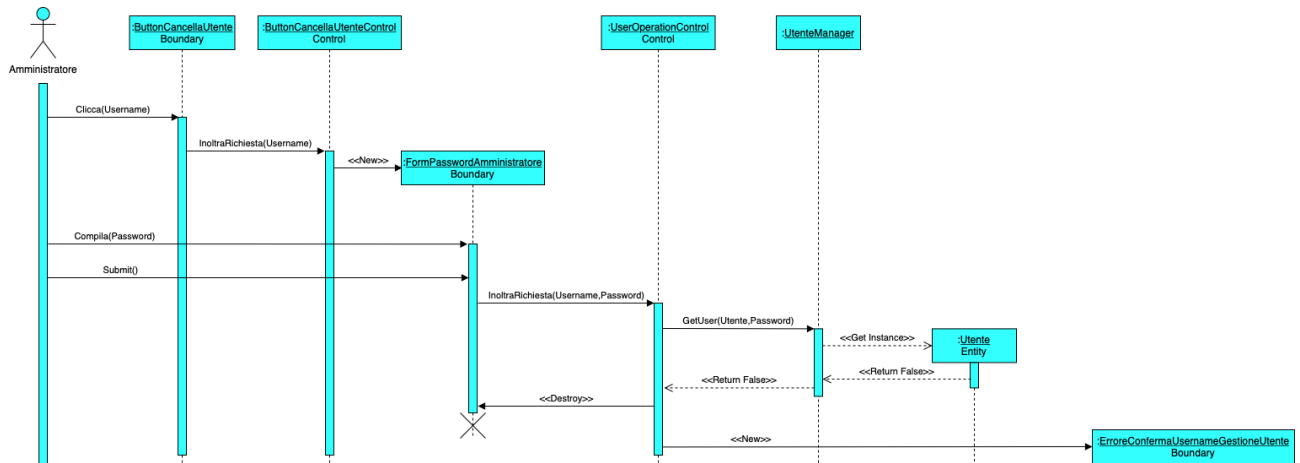 :ButtonCancellaUtente
Boundary
:ButtonCancellaUtenteControl
Control
:UserOperationControl
Control
:UtenteManager
Amministratore
Clicca(Username)
InoltraRichiesta(Username)
<<New>>
:FormPasswordAmministratore
Boundary
Compila(Password)
Submit()
InoltraRichiesta(Username,Password)
GetUser(Utente,Password)
<<Get Instance>>
:Utente
Entity
<<Return False>>
<<Return False>>
<<Destroy>>
<<New>>
:ErroreConfermaUsernameGestioneUtente
Boundary